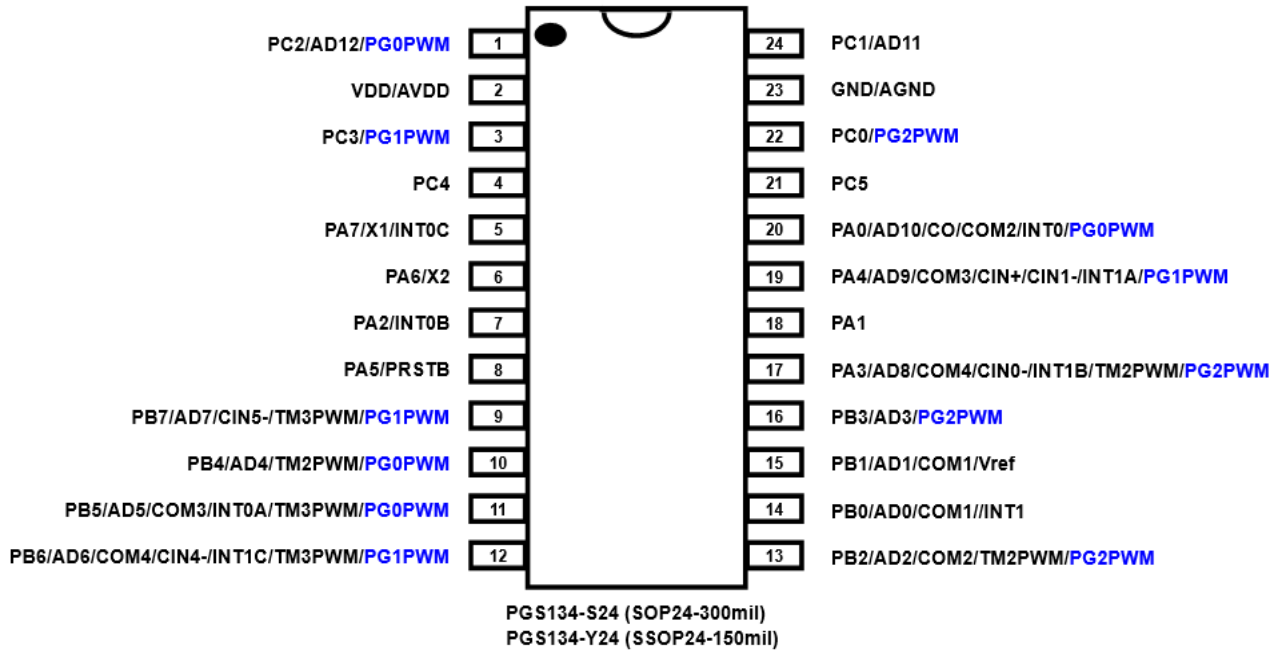 PC2/AD12/PG0PWM 1 24 PC1/AD11
VDD/AVDD 2 23 GND/AGND
PC3/PG1PWM 3 22 PC0/PG2PWM
PC4 4 21 PC5
PA7/X1/INT0C 5 20 PA0/AD10/CO/COM2/INT0/PG0PWM
PA6/X2 6 19 PA4/AD9/COM3/CIN+/CIN1-/INT1A/PG1PWM
PA2/INT0B 7 18 PA1
PA5/PRSTB 8 17 PA3/AD8/COM4/CIN0-/INT1B/TM2PWM/PG2PWM
PB7/AD7/CIN5-/TM3PWM/PG1PWM 9 16 PB3/AD3/PG2PWM
PB4/AD4/TM2PWM/PG0PWM 10 15 PB1/AD1/COM1/Vref
PB5/AD5/COM3/INT0A/TM3PWM/PG0PWM 11 14 PB0/AD0/COM1//INT1
PB6/AD6/COM4/CIN4-/INT1C/TM3PWM/PG1PWM 12 13 PB2/AD2/COM2/TM2PWM/PG2PWM
PGS134-S24 (SOP24-300mil)
PGS134-Y24 (SSOP24-150mil)